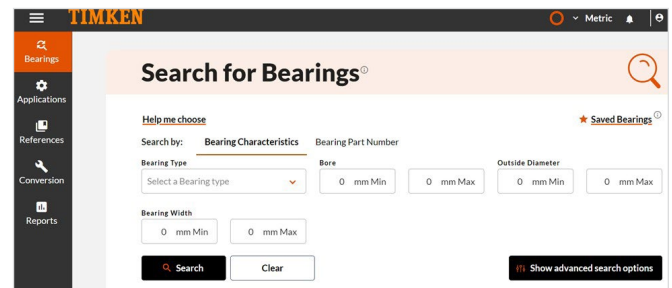 TIMKEN
Metric
Bearings
Applications
References
Conversion
Reports
Search for Bearings
Help me choose
Saved Bearings
Search by: Bearing Characteristics Bearing Part Number
Bearing Type Bore Outside Diameter
Select a Bearing type 0 mm Min 0 mm Max 0 mm Min 0 mm Max
Bearing Width
0 mm Min 0 mm Max
Search Clear Show advanced search options